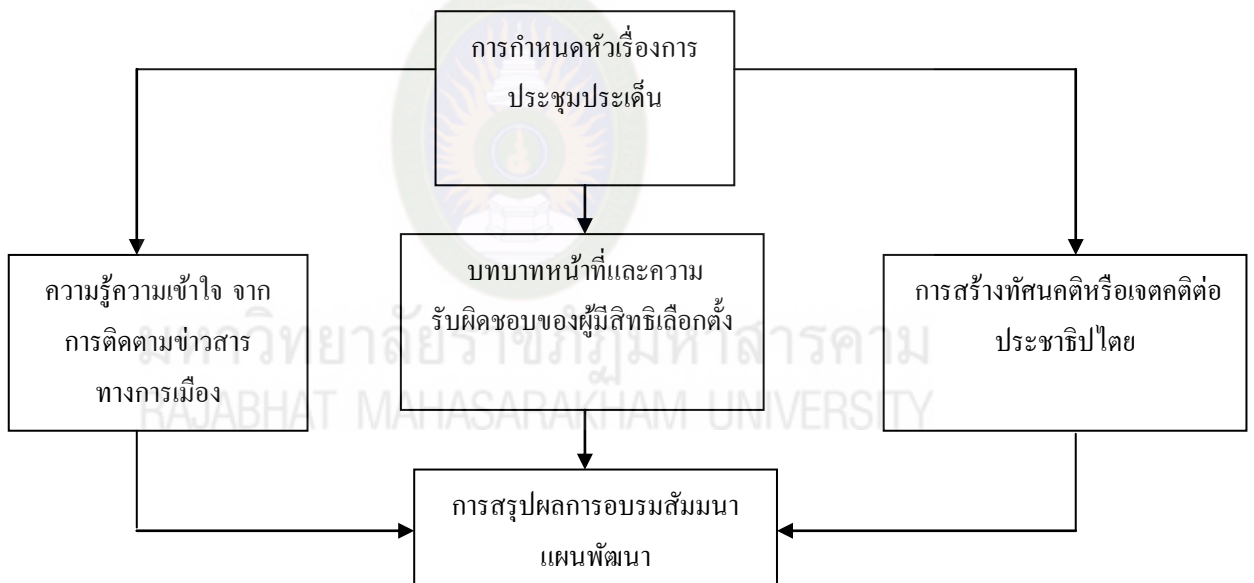 การกำหนดหัวเรื่องการ
ประชุมประเด็น
ความรู้ความเข้าใจ จาก
การติดตามข่าวสาร
ทางการเมือง
บทบาทหน้าที่และความ
รับผิดชอบของผู้มีสิทธิเลือกตั้ง
การสร้างทัศนคติหรือเจตคติต่อ
ประชาธิปไตย
มหาวิทยาลัยราชภัฏมหาสารคาม
RAJABHAT MAHASARAKHAM UNIVERSITY
การสรุปผลการอบรมสัมมนา
แผนพัฒนา